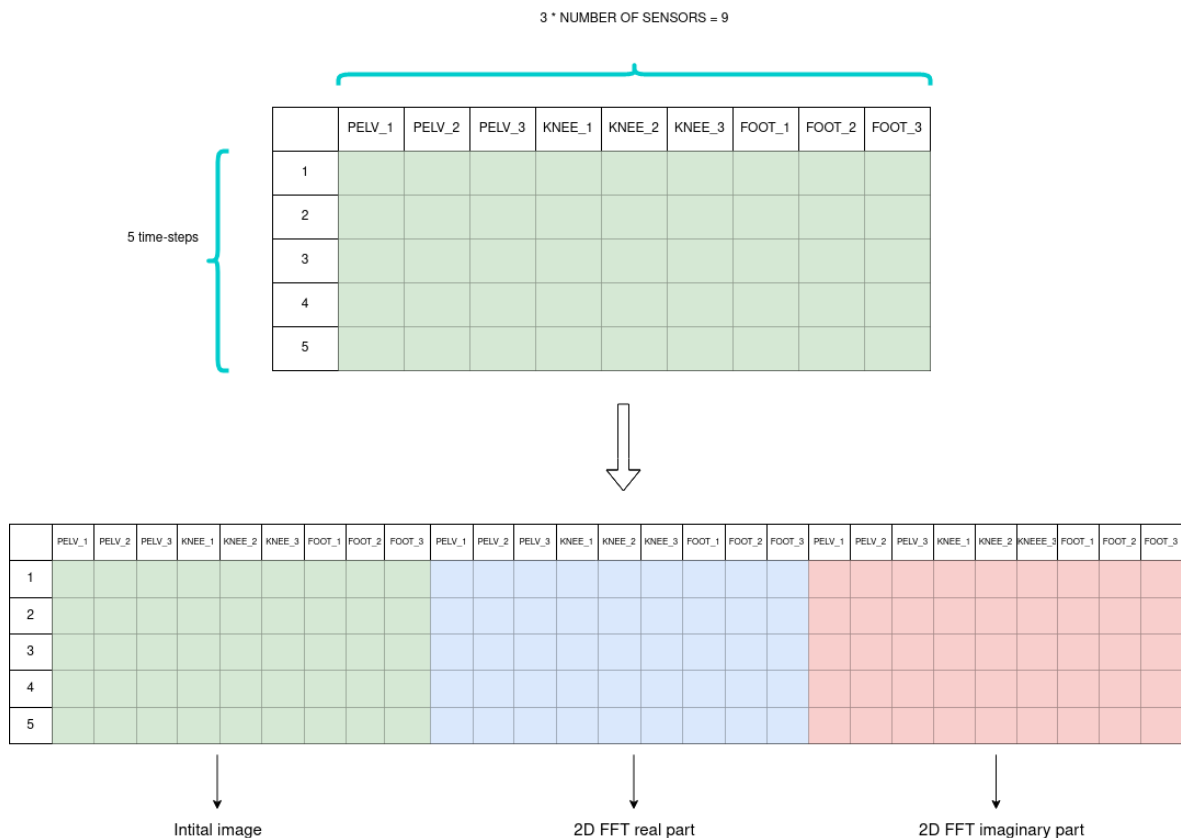 3 * NUMBER OF SENSORS = 9
PELV_1 PELV_2 PELV_3 KNEE_1 KNEE_2 KNEE_3 FOOT_1 FOOT_2 FOOT_3
1
2
5 time-steps
3
4
5
PELV_1 PELV_2 PELV_3 KNEE_1 KNEE_2 KNEE_3 FOOT_1 FOOT_2 FOOT_3 PELV_1 PELV_2 PELV_3 KNEE_1 KNEE_2 KNEE_3 FOOT_1 FOOT_2 FOOT_3 PELV_1 PELV_2 PELV_3 KNEE_1 KNEE_2 KNEEE_3 FOOT_1 FOOT_2 FOOT_3
1
2
3
4
5
Intital image 2D FFT real part 2D FFT imaginary part